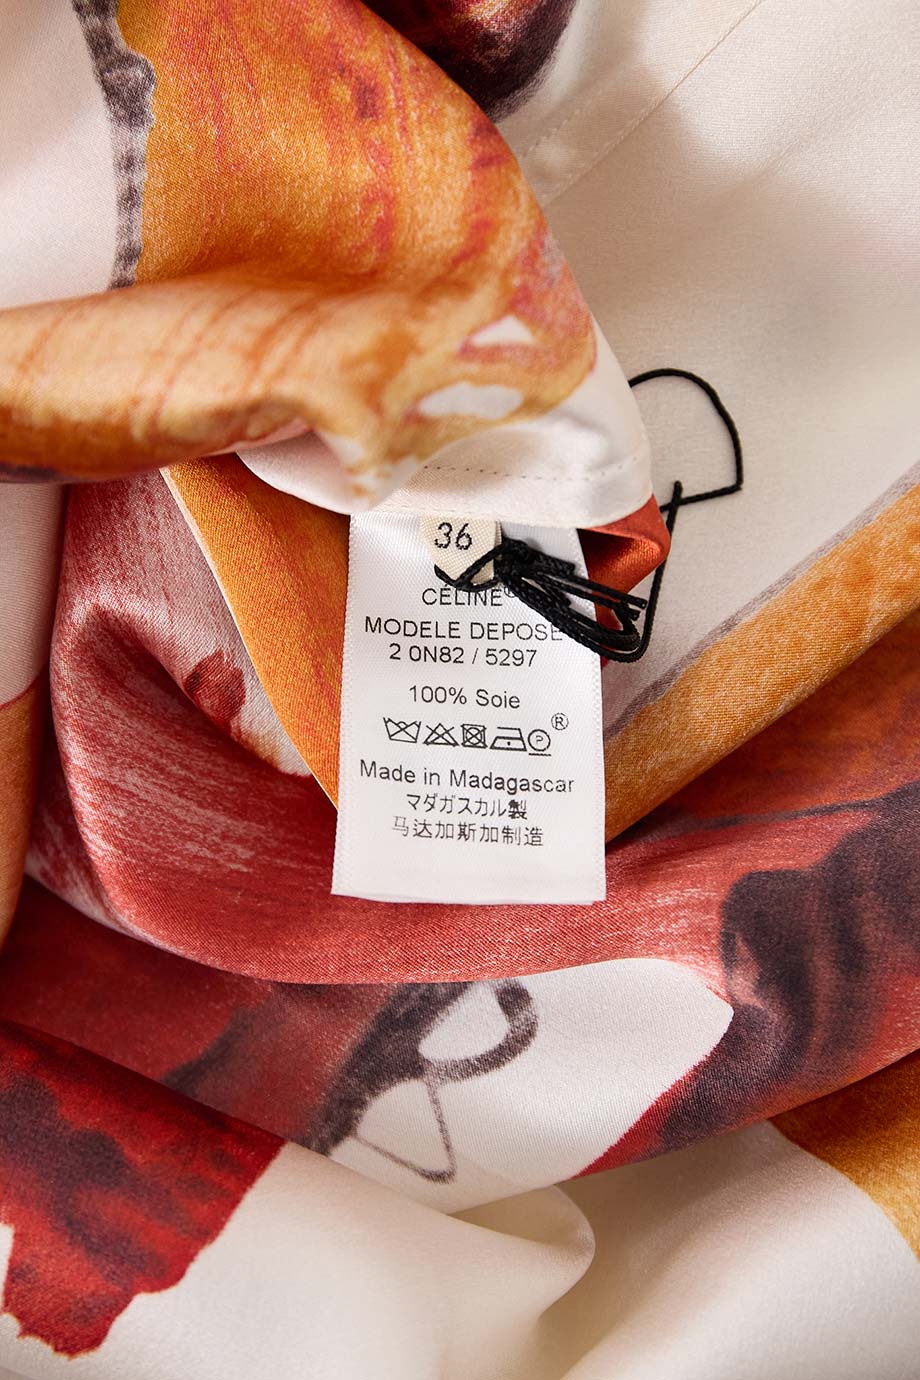 36
CÉLINE®
MODELE DEPOSE
2 0N82 / 5297
100% Soie
P ®
Made in Madagascar
マダガスカル製
马达加斯加制造